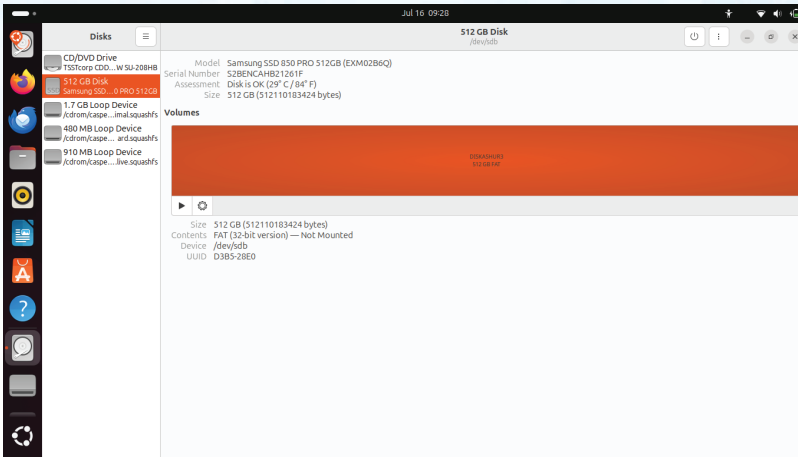 Jul 16 09:28
Disks
512 GB Disk
/dev/sdb
CD/DVD Drive
TSSTcorp CDD...W SU-208HB
512 GB Disk
Samsung SSD...0 PRO 512GB
1.7 GB Loop Device
/cdrom/caspe...imal.squashfs
480 MB Loop Device
/cdrom/caspe... ard.squashfs
910 MB Loop Device
/cdrom/caspe...live.squashfs
Model Samsung SSD 850 PRO 512GB (EXM02B6Q)
Serial Number S2BENCAHB21261F
Assessment Disk is OK (29° C / 84° F)
Size 512 GB (512110183424 bytes)
Volumes
DISKASHUR3
512 GB FAT
Size 512 GB (512110183424 bytes)
Contents FAT (32-bit version) — Not Mounted
Device /dev/sdb
UUID D3B5-28E0